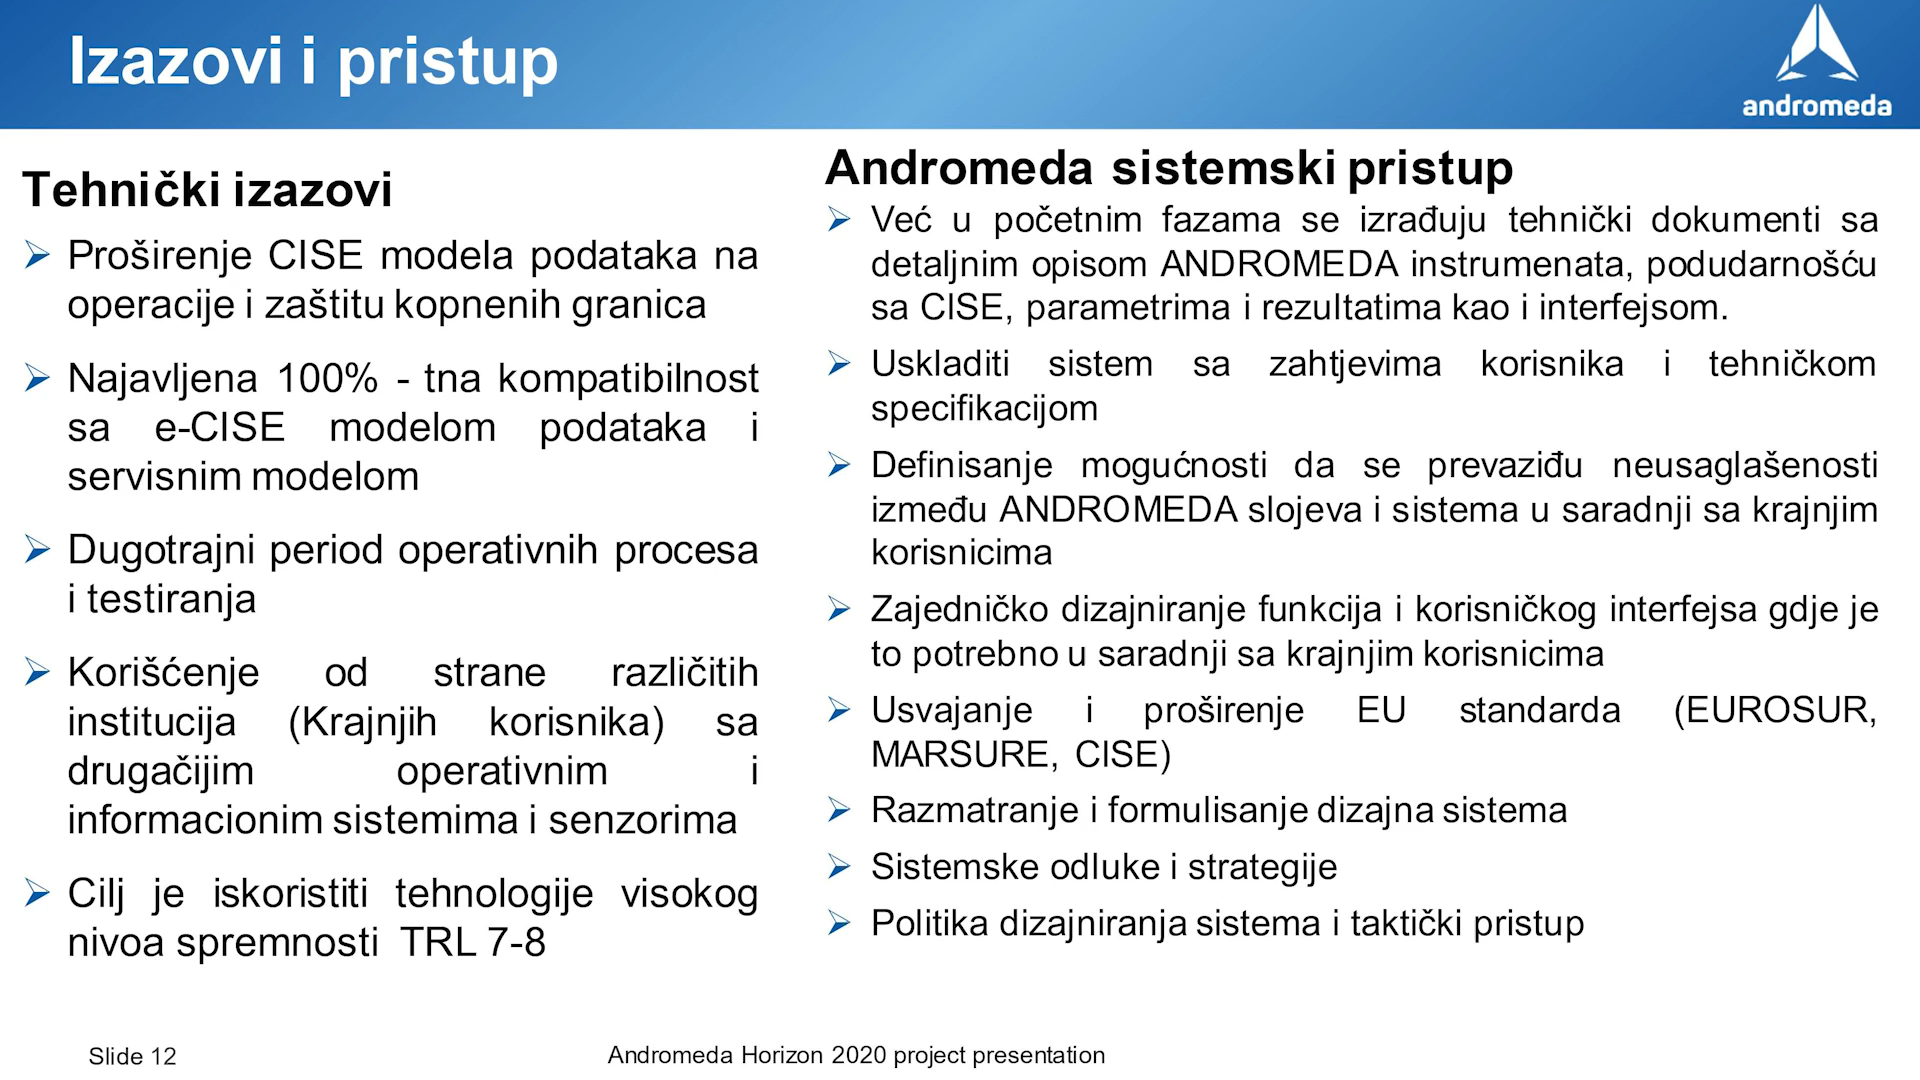 Izazovi i pristup
andromeda
Tehnički izazovi
Proširenje CISE modela podataka na
operacije i zaštitu kopnenih granica
Najavljena 100% - tna kompatibilnost
sa e-CISE modelom podataka i
servisnim modelom
Dugotrajni period operativnih procesa
i testiranja
Korišćenje od strane različitih
institucija (Krajnjih korisnika) sa
drugačijim operativnim i
informacionim sistemima i senzorima
Cilj je iskoristiti tehnologije visokog
nivoa spremnosti TRL 7-8
Andromeda sistemski pristup
Već u početnim fazama se izrađuju tehnički dokumenti sa
detaljnim opisom ANDROMEDA instrumenata, podudarnošću
sa CISE, parametrima i rezultatima kao i interfejsom.
Uskladiti sistem sa zahtjevima korisnika i tehničkom
specifikacijom
Definisanje mogućnosti da se prevaziđu neusaglašenosti
između ANDROMEDA slojeva i sistema u saradnji sa krajnjim
korisnicima
Zajedničko dizajniranje funkcija i korisničkog interfejsa gdje je
to potrebno u saradnji sa krajnjim korisnicima
Usvajanje i proširenje EU standarda (EUROSUR,
MARSURE, CISE)
Razmatranje i formulisanje dizajna sistema
Sistemske odluke i strategije
Politika dizajniranja sistema i taktički pristup
Slide 12
Andromeda Horizon 2020 project presentation